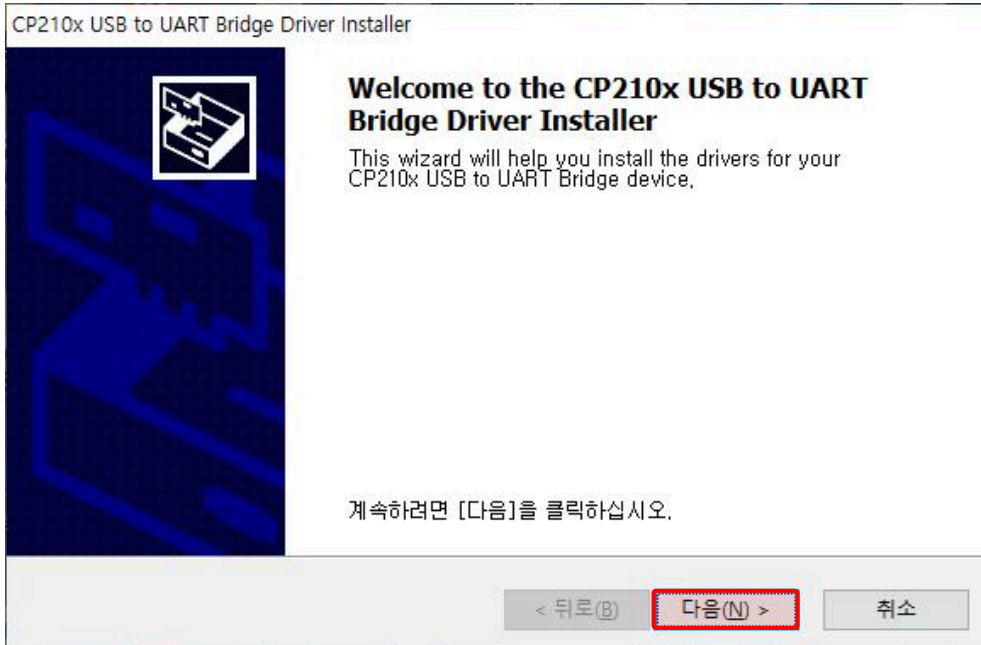 CP210x USB to UART Bridge Driver Installer
Welcome to the CP210x USB to UART
Bridge Driver Installer
This wizard will help you install the drivers for your
CP210x USB to UART Bridge device,
계속하려면 [다음]을 클릭하십시오,
< 뒤로(B) 다음(N) > 취소